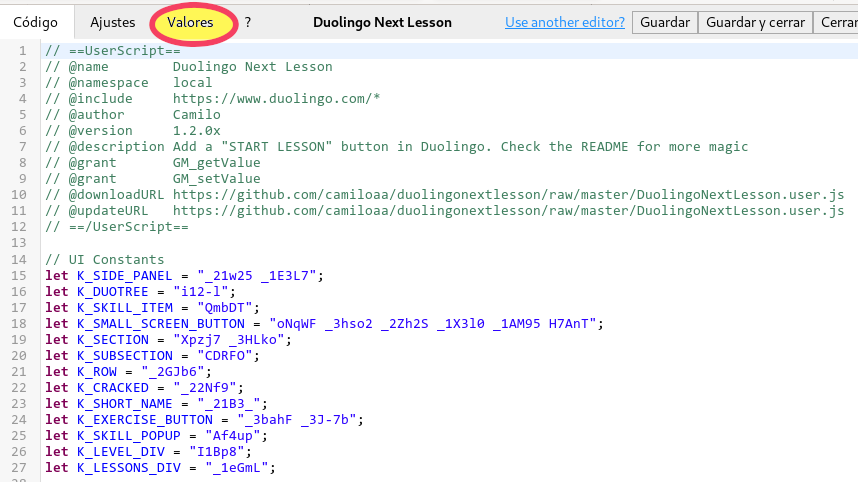 Código Ajustes Valores ? Duolingo Next Lesson Use another editor? Guardar Guardar y cerrar Cerrar
1 // ==UserScript==
2 // @name        Duolingo Next Lesson
3 // @namespace   local
4 // @include     https://www.duolingo.com/*
5 // @author      Camilo
6 // @version     1.2.0x
7 // @description Add a "START LESSON" button in Duolingo. Check the README for more magic
8 // @grant       GM_getValue
9 // @grant       GM_setValue
10 // @downloadURL https://github.com/camiloaa/duolingonextlesson/raw/master/DuolingoNextLesson.user.js
11 // @updateURL   https://github.com/camiloaa/duolingonextlesson/raw/master/DuolingoNextLesson.user.js
12 // ==/UserScript==
13
14 // UI Constants
15 let K_SIDE_PANEL = "_21w25 _1E3L7";
16 let K_DUOTREE = "i12-l";
17 let K_SKILL_ITEM = "QmbDT";
18 let K_SMALL_SCREEN_BUTTON = "oNqWF _3hso2 _2Zh2S _1X3l0 _1AM95 H7AnT";
19 let K_SECTION = "Xpzj7 _3HLko";
20 let K_SUBSECTION = "CDRFO";
21 let K_ROW = "_2GJb6";
22 let K_CRACKED = "_22Nf9";
23 let K_SHORT_NAME = "_21B3_";
24 let K_EXERCISE_BUTTON = "_3bahF _3J-7b";
25 let K_SKILL_POPUP = "Af4up";
26 let K_LEVEL_DIV = "I1Bp8";
27 let K_LESSONS_DIV = "_1eGmL";